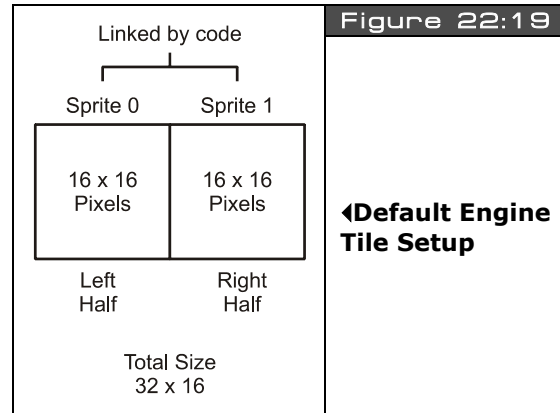 Figure 22:19
Linked by code
Sprite 0 Sprite 1
16 x 16 16 x 16
Pixels Pixels
Left Right
Half Half
Total Size
32 x 16
◄Default Engine
Tile Setup